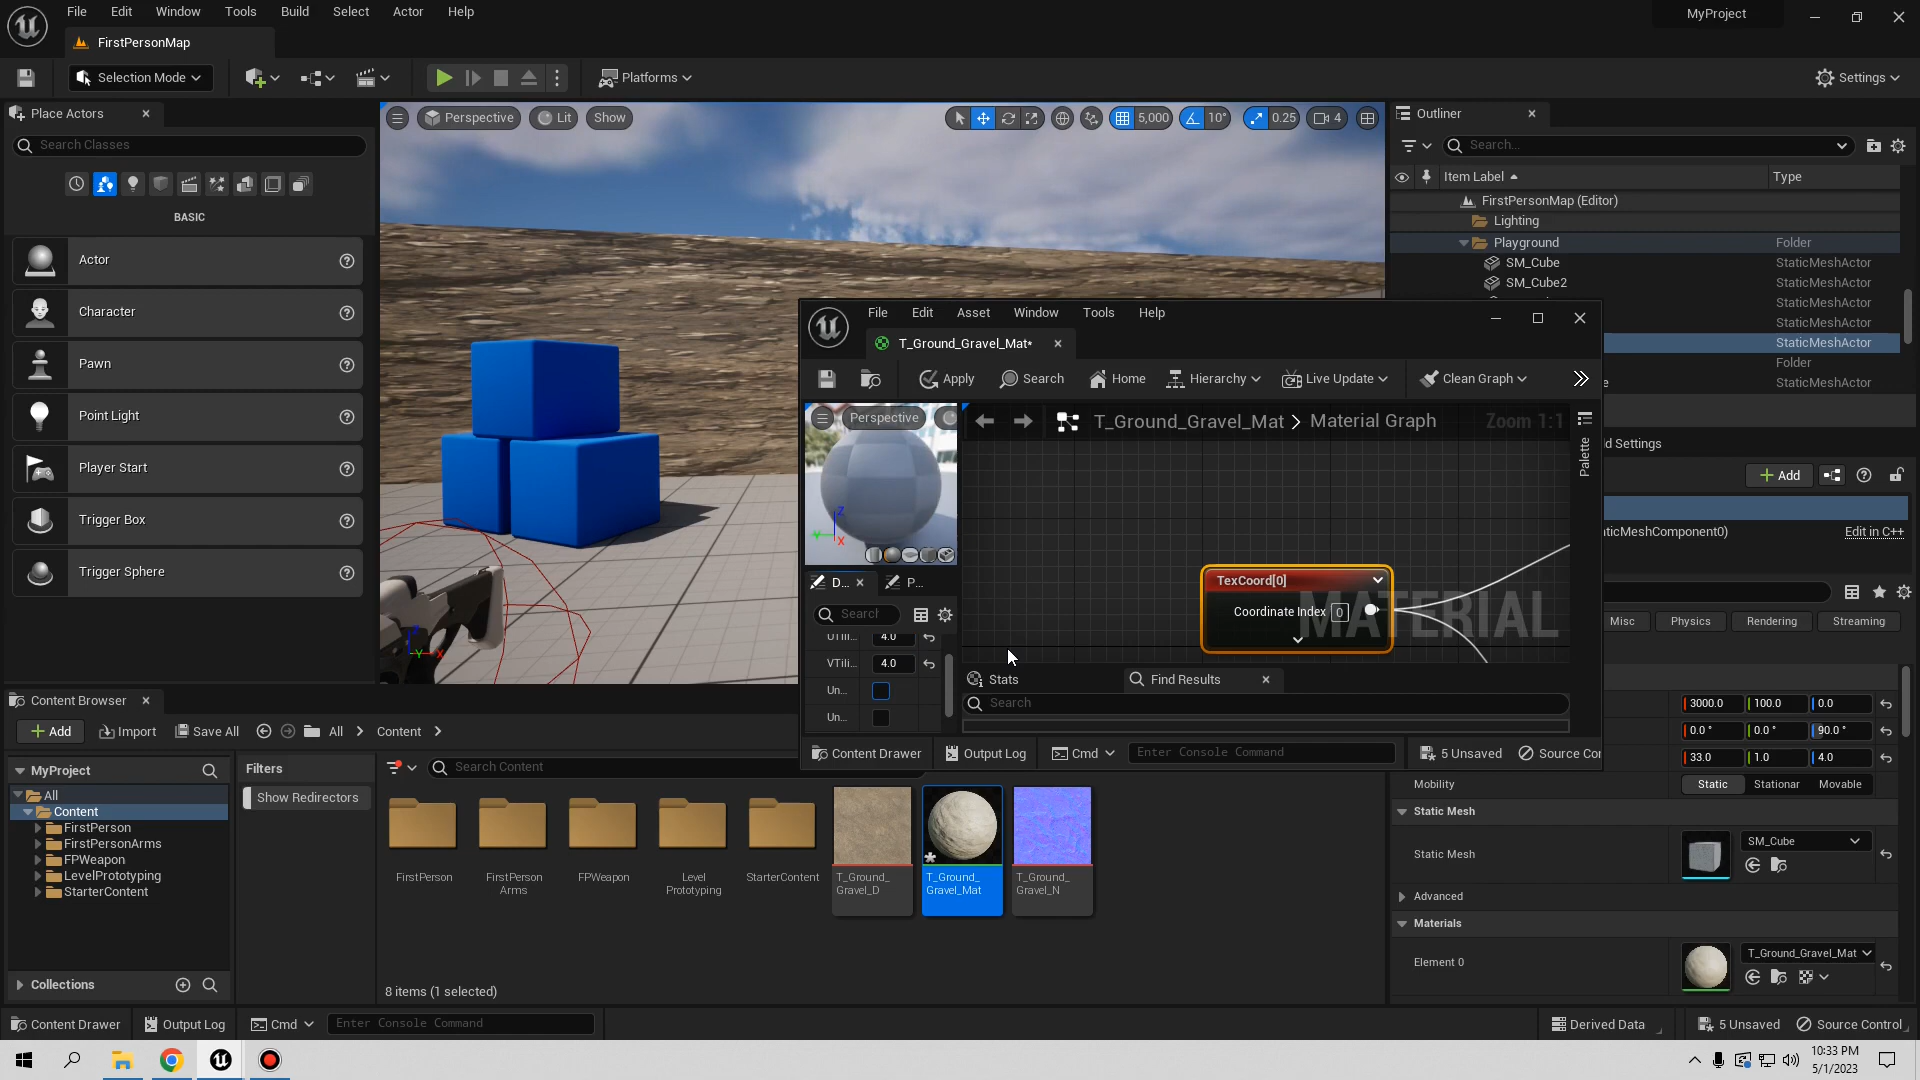 File Edit Window Tools Build Select Actor Help
MyProject
FirstPersonMap
Selection Mode
Platforms
Settings
Place Actors
Search Classes
BASIC
Actor
Character
Pawn
Point Light
Player Start
Trigger Box
Trigger Sphere
Perspective
Lit
Show
5,000
10°
0.25
4
Outliner
Search...
Item Label
Type
FirstPersonMap (Editor)
Lighting
Playground Folder
SM_Cube StaticMeshActor
SM_Cube2 StaticMeshActor
StaticMeshActor
StaticMeshActor
StaticMeshActor
Folder
StaticMeshActor
File Edit Asset Window Tools Help
T_Ground_Gravel_Mat*
Apply
Search
Home
Hierarchy
Live Update
Clean Graph
Perspective
T_Ground_Gravel_Mat > Material Graph
Zoom 1:1
Palette
TexCoord[0]
Coordinate Index 0
MATERIAL
D...
P...
Search
UTili... 4.0
VTili... 4.0
Un...
Un...
Stats
Find Results
Search
Content Drawer
Output Log
Cmd
Enter Console Command
5 Unsaved
Source Co
ld Settings
Add
aticMeshComponent0)
Edit in C++
Misc
Physics
Rendering
Streaming
3000.0 100.0 0.0
0.0 ° 0.0 ° 90.0 °
33.0 1.0 4.0
Mobility
Static Stationar Movable
Static Mesh
Static Mesh
SM_Cube
Advanced
Materials
Element 0
T_Ground_Gravel_Mat
Content Browser
Add
Import
Save All
All
Content
MyProject
All
Content
FirstPerson
FirstPersonArms
FPWeapon
LevelPrototyping
StarterContent
Collections
Filters
Show Redirectors
Search Content
FirstPerson
FirstPerson
Arms
FPWeapon
Level
Prototyping
StarterContent
T_Ground_
Gravel_D
T_Ground_
Gravel_Mat
T_Ground_
Gravel_N
8 items (1 selected)
Content Drawer
Output Log
Cmd
Enter Console Command
Derived Data
5 Unsaved
Source Control
10:33 PM
5/1/2023